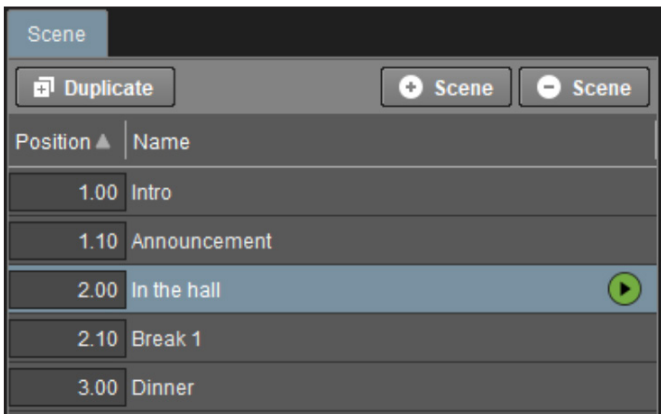 Scene
Duplicate Scene Scene
Position Name
1.00 Intro
1.10 Announcement
2.00 In the hall
2.10 Break 1
3.00 Dinner